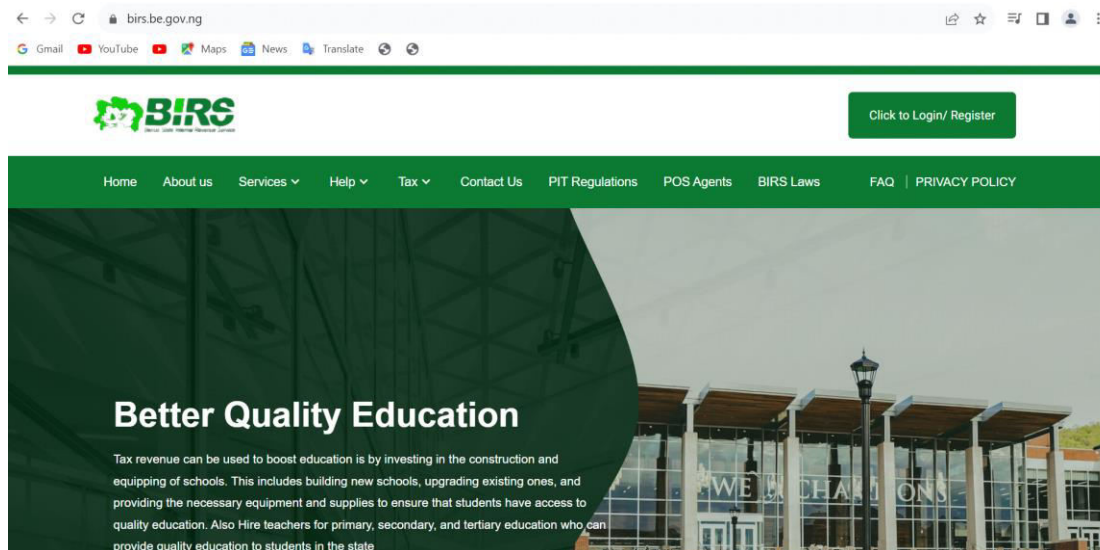 birs.be.gov.ng
Gmail YouTube Maps News Translate
BIRS
Click to Login/ Register
Home About us Services Help Tax Contact Us PIT Regulations POS Agents BIRS Laws FAQ | PRIVACY POLICY
Better Quality Education
Tax revenue can be used to boost education is by investing in the construction and
equipping of schools. This includes building new schools, upgrading existing ones, and
providing the necessary equipment and supplies to ensure that students have access to
quality education. Also Hire teachers for primary, secondary, and tertiary education who can
provide quality education to students in the state